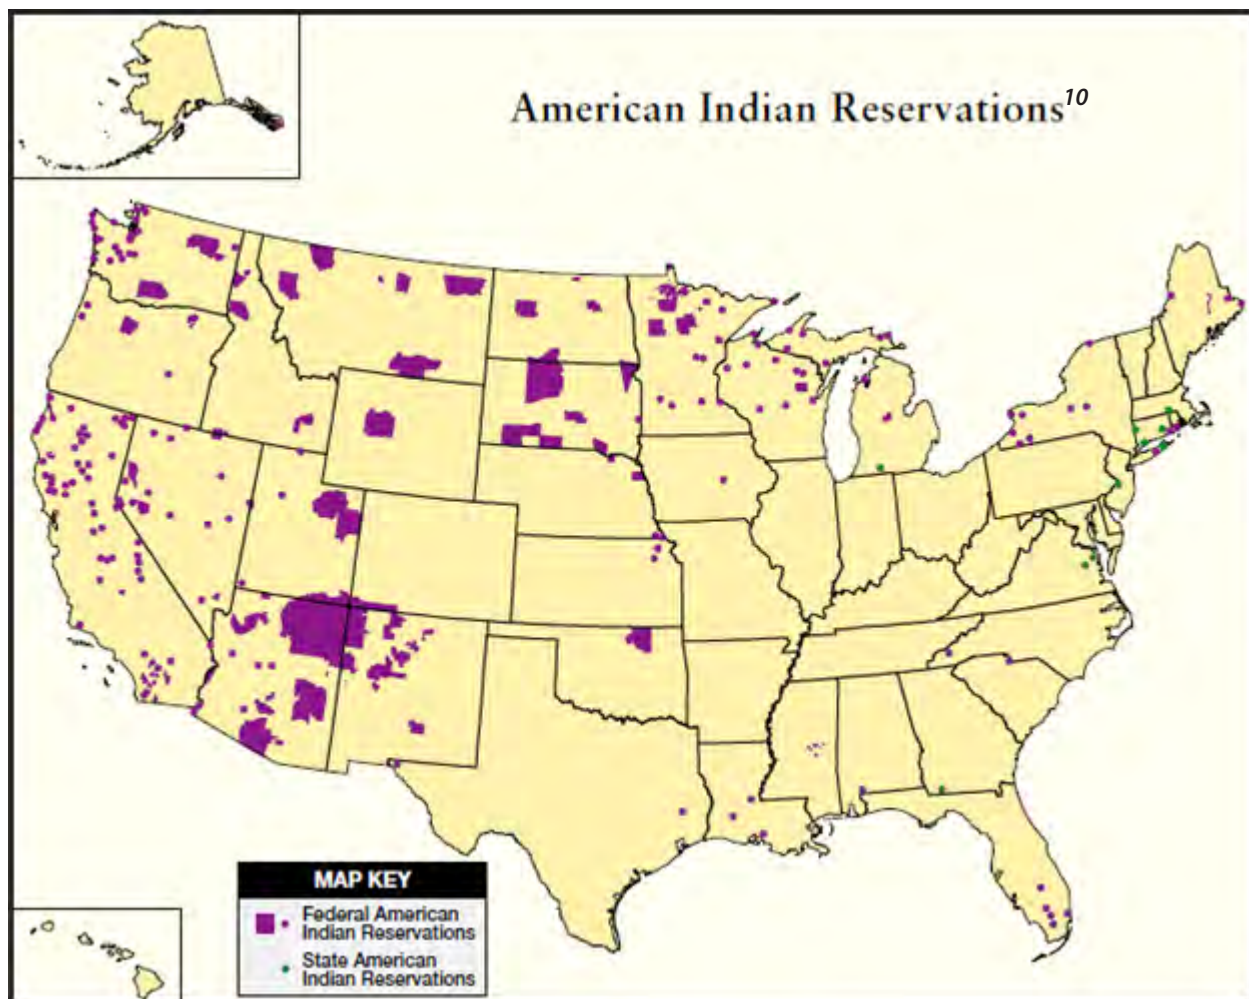 American Indian Reservations10
MAP KEY
Federal American
Indian Reservations
State American
Indian Reservations